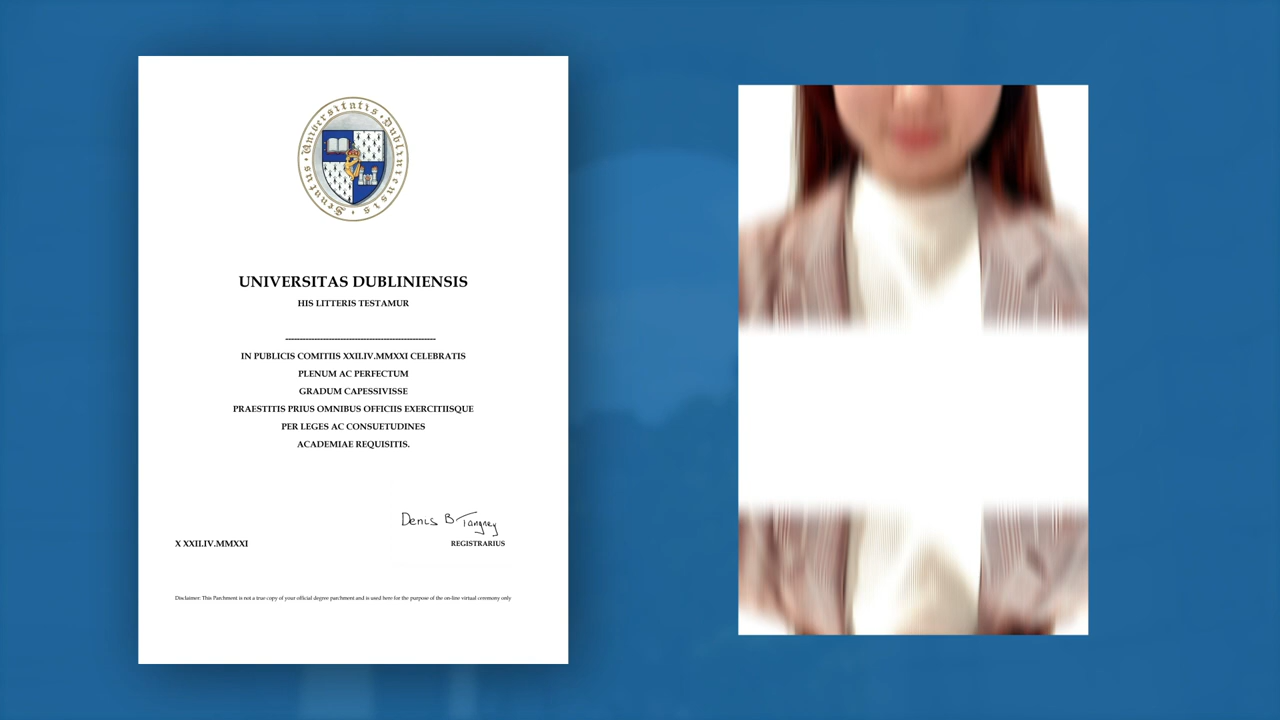 Senatus · Universitatis · Dubliniensis ·
UNIVERSITAS DUBLINIENSIS
HIS LITTERIS TESTAMUR
------------------------------------------------------
IN PUBLICIS COMITIIS XXII.IV.MMXXI CELEBRATIS
PLENUM AC PERFECTUM
GRADUM CAPESSIVISSE
PRAESTITIS PRIUS OMNIBUS OFFICIIS EXERCITIISQUE
PER LEGES AC CONSUETUDINES
ACADEMIAE REQUISITIS.
Denis B Tangney
X XXII.IV.MMXXI
REGISTRARIUS
Disclaimer: This Parchment is not a true copy of your official degree parchment and is used here for the purpose of the on-line virtual ceremony only